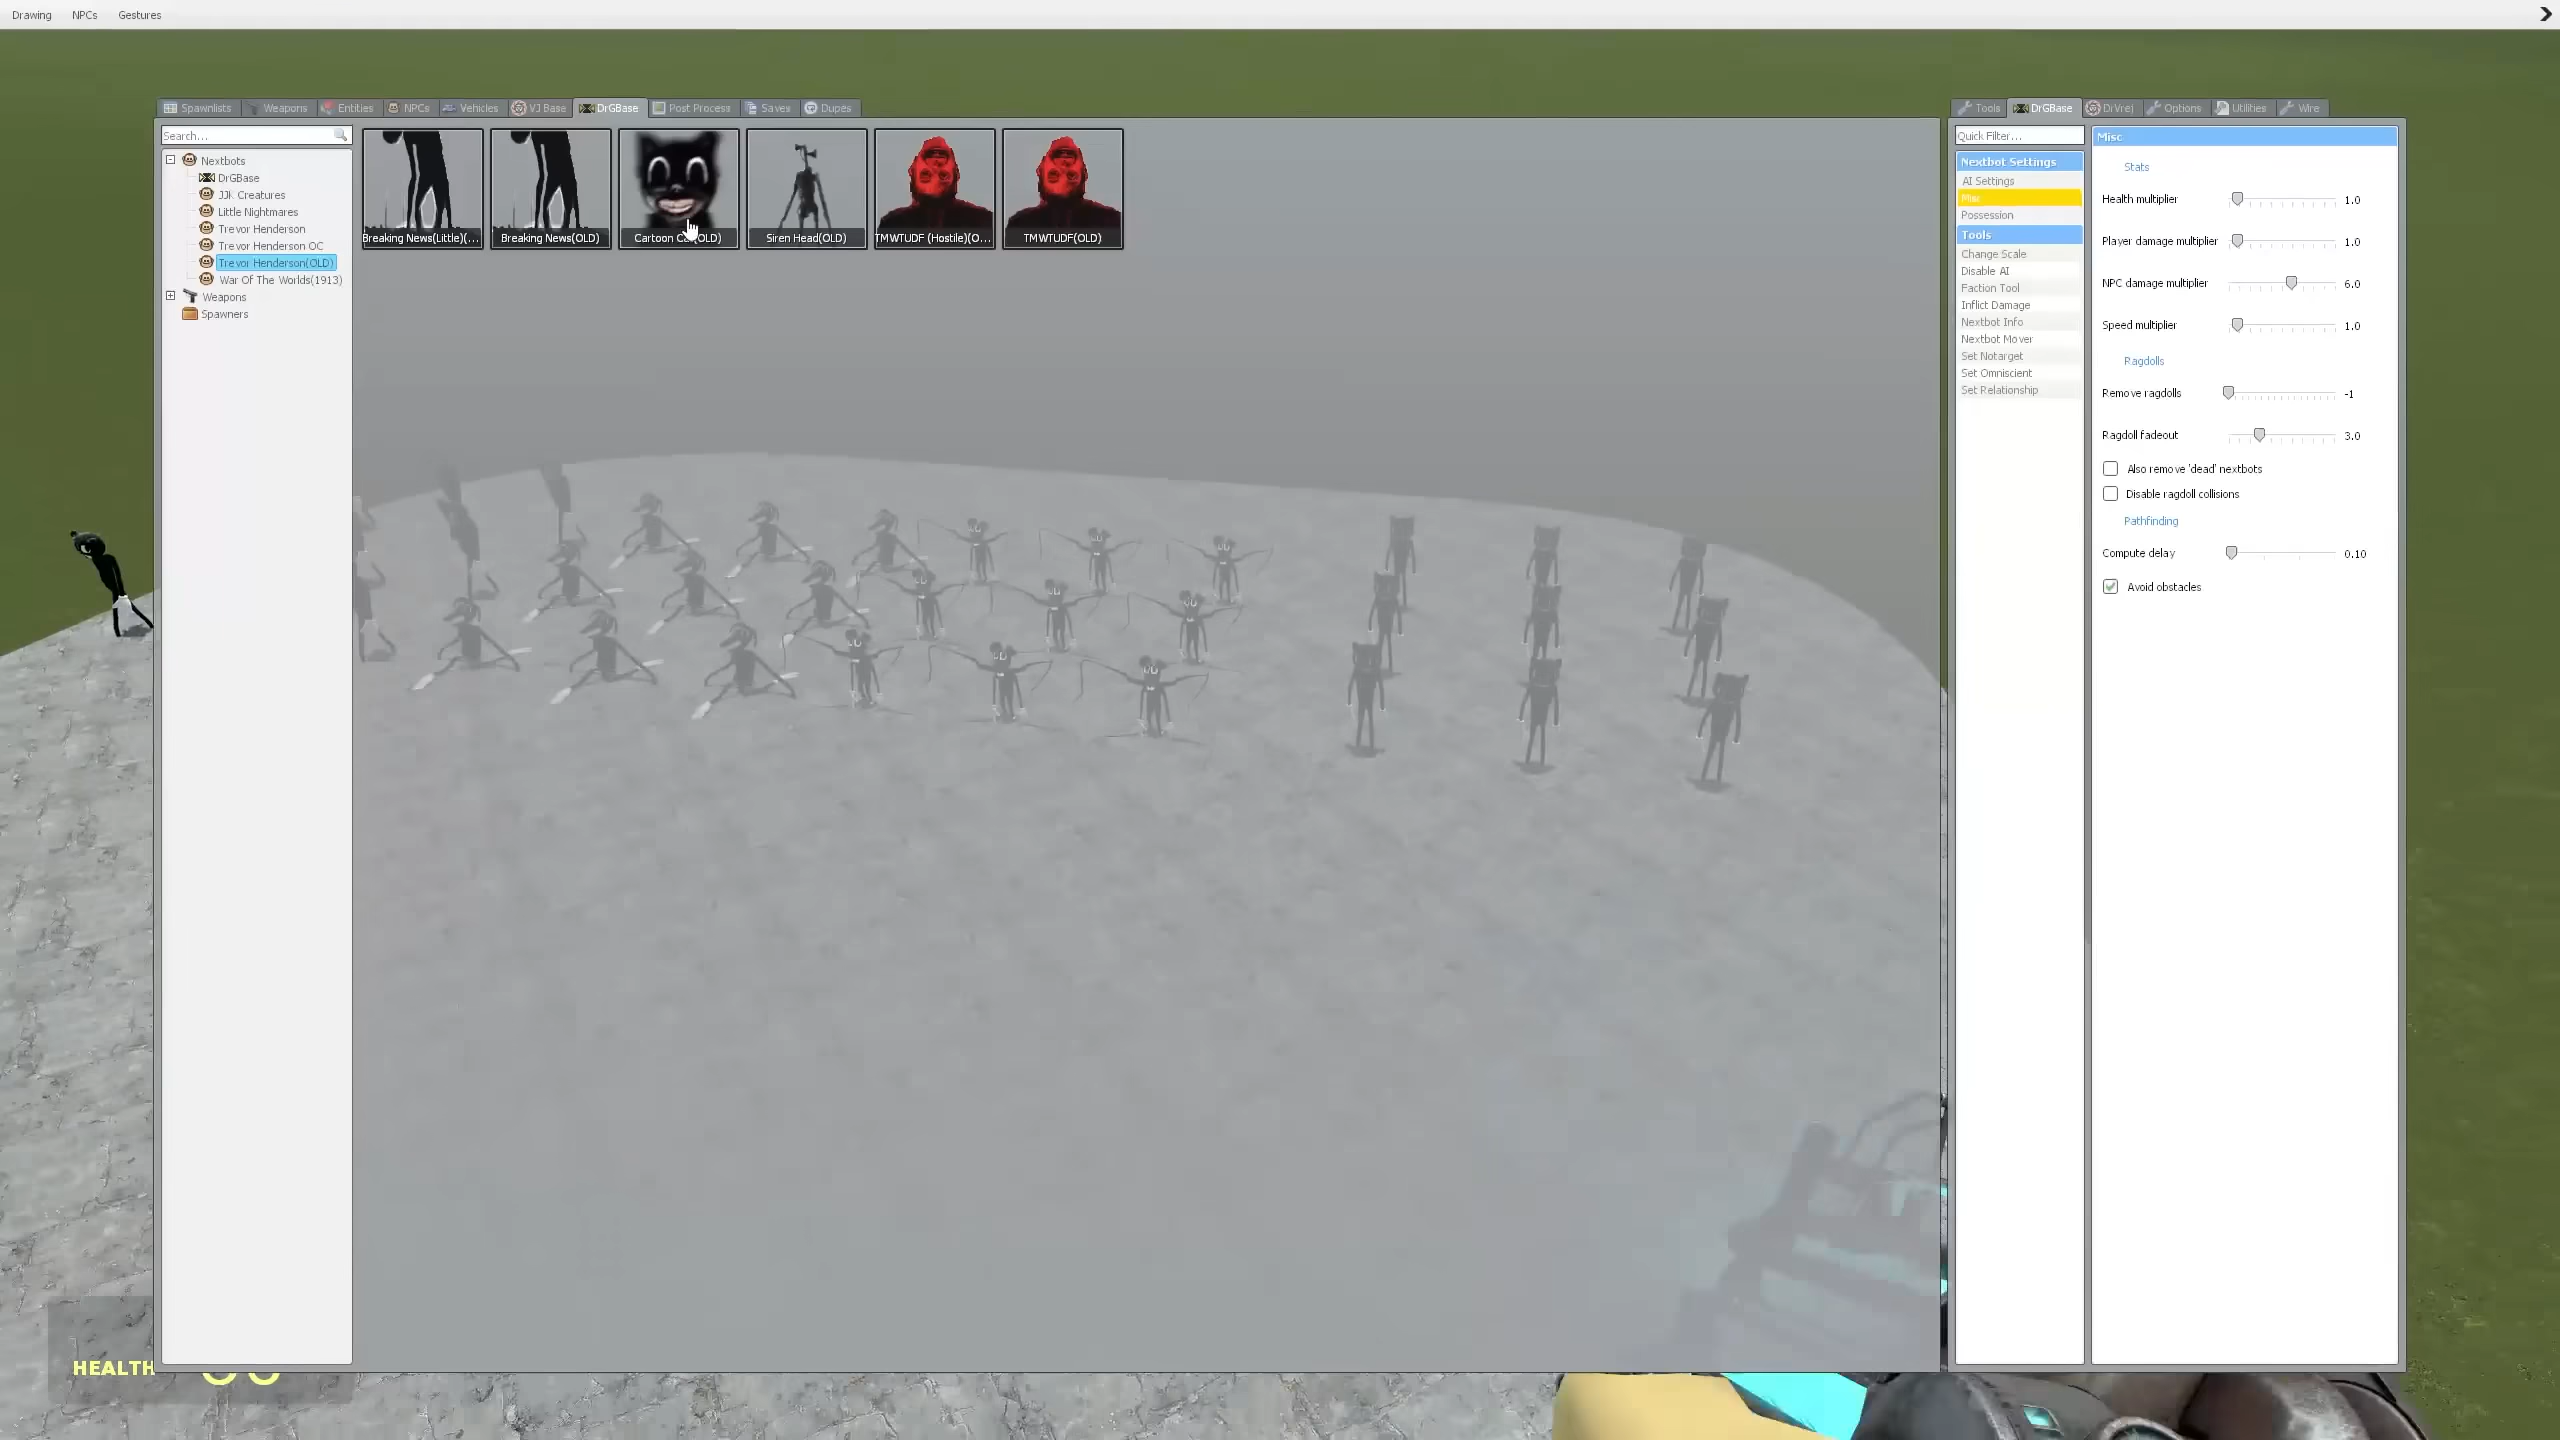 Drawing NPCs Gestures
Spawnlists Weapons Entities NPCs Vehicles VJ Base DrGBase Post Process Saves Dupes
Search...
Nextbots
DrGBase
JJk Creatures
Little Nightmares
Trevor Henderson
Trevor Henderson OC
Trevor Henderson(OLD)
War Of The Worlds(1913)
Weapons
Spawners
Breaking News(Little)(...
Breaking News(OLD)
Cartoon (OLD)
Siren Head(OLD)
TMWTUDF (Hostile)(O...
TMWTUDF(OLD)
HEALTH
Tools DrGBase DrVrej Options Utilities Wire
Quick Filter...
Nextbot Settings
AI Settings
Misc
Possession
Tools
Change Scale
Disable AI
Faction Tool
Inflict Damage
Nextbot Info
Nextbot Mover
Set Notarget
Set Omniscient
Set Relationship
Misc
Stats
Health multiplier 1.0
Player damage multiplier 1.0
NPC damage multiplier 6.0
Speed multiplier 1.0
Ragdolls
Remove ragdolls -1
Ragdoll fadeout 3.0
Also remove 'dead' nextbots
Disable ragdoll collisions
Pathfinding
Compute delay 0.10
Avoid obstacles